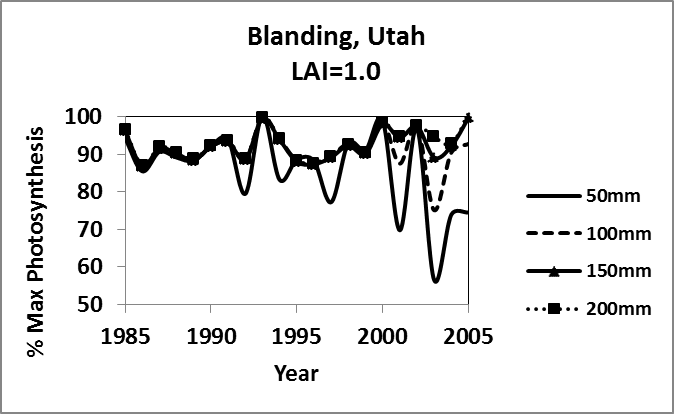 Blanding, Utah
LAI=1.0
% Max Photosynthesis
100
90
80
70
60
50
1985 1990 1995 2000 2005
Year
50mm
100mm
150mm
200mm